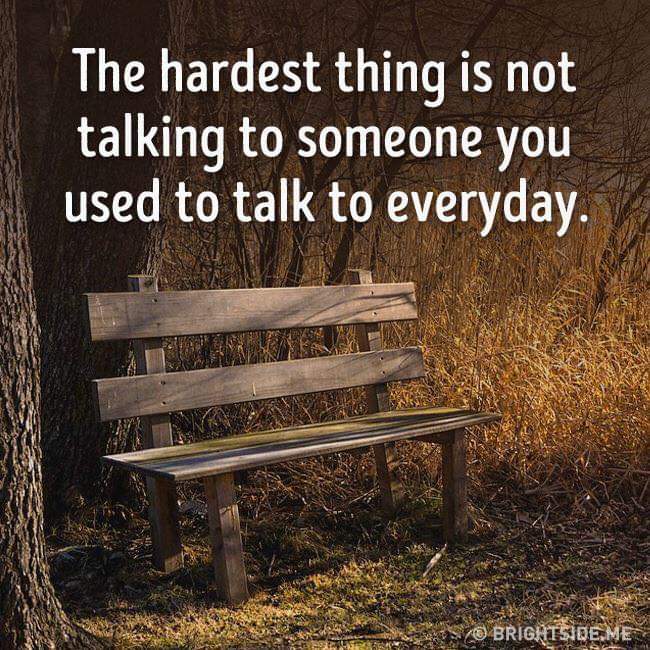 The hardest thing is not
talking to someone you
used to talk to everyday.
© BRIGHTSIDE.ME